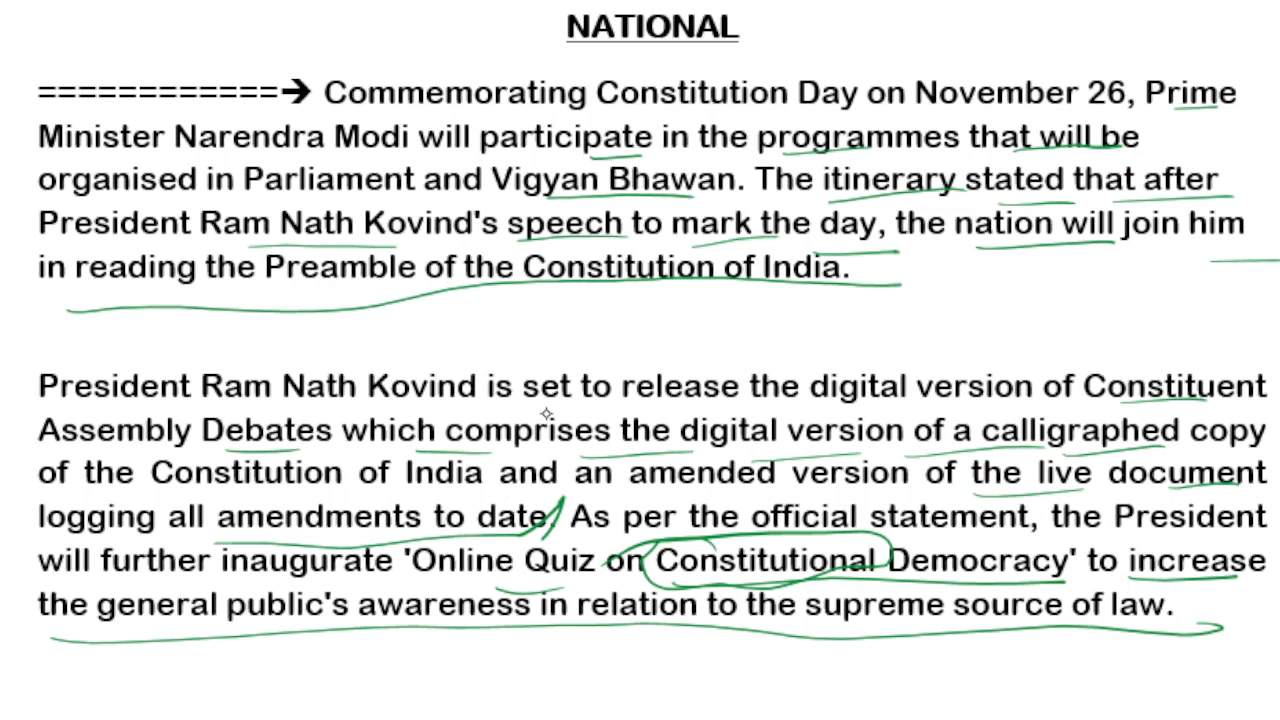 NATIONAL
============➔ Commemorating Constitution Day on November 26, Prime
Minister Narendra Modi will participate in the programmes that will be
organised in Parliament and Vigyan Bhawan. The itinerary stated that after
President Ram Nath Kovind's speech to mark the day, the nation will join him
in reading the Preamble of the Constitution of India.
President Ram Nath Kovind is set to release the digital version of Constituent
Assembly Debates which comprises the digital version of a calligraphed copy
of the Constitution of India and an amended version of the live document
logging all amendments to date. As per the official statement, the President
will further inaugurate 'Online Quiz on Constitutional Democracy' to increase
the general public's awareness in relation to the supreme source of law.